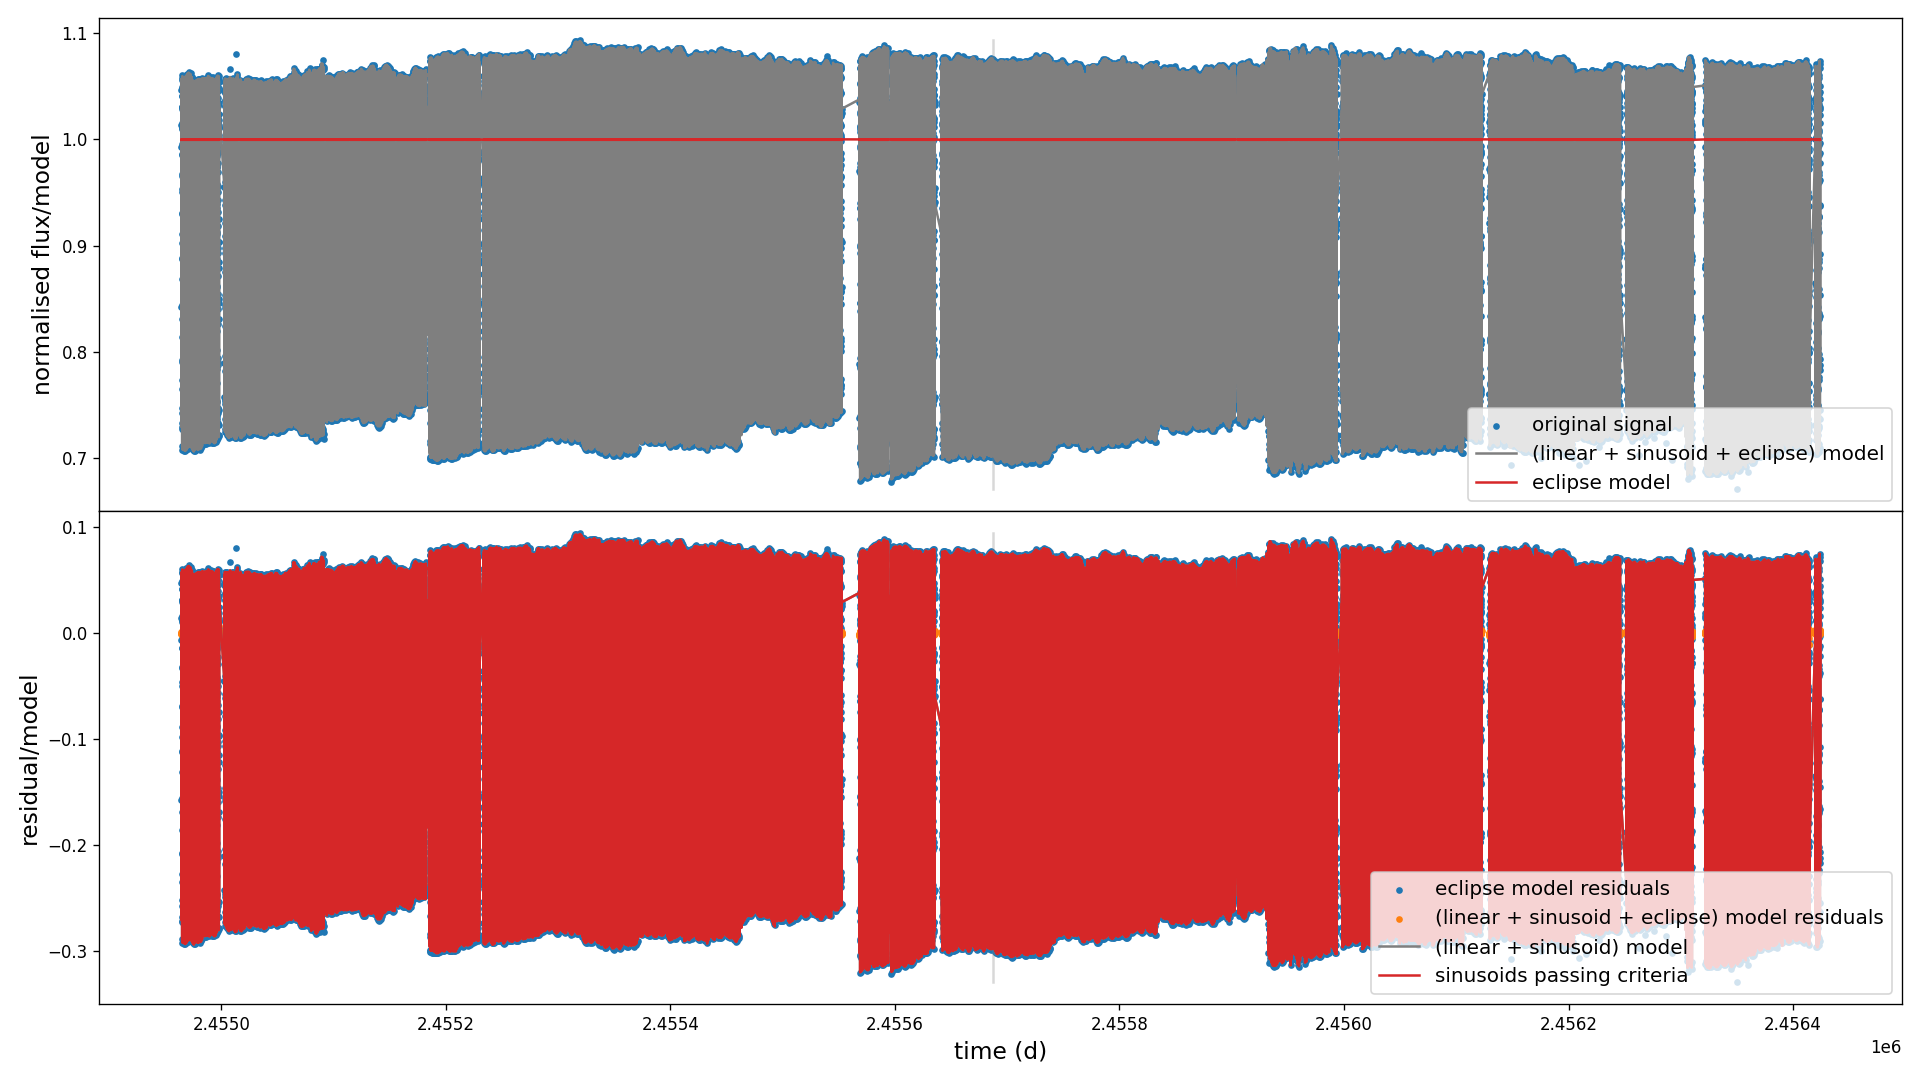 1.1
1.0
0.9
0.8
0.7
normalised flux/model
original signal
(linear + sinusoid + eclipse) model
eclipse model
0.1
0.0
−0.1
−0.2
−0.3
residual/model
eclipse model residuals
(linear + sinusoid + eclipse) model residuals
(linear + sinusoid) model
sinusoids passing criteria
2.4550 2.4552 2.4554 2.4556 2.4558 2.4560 2.4562 2.4564
1e6
time (d)